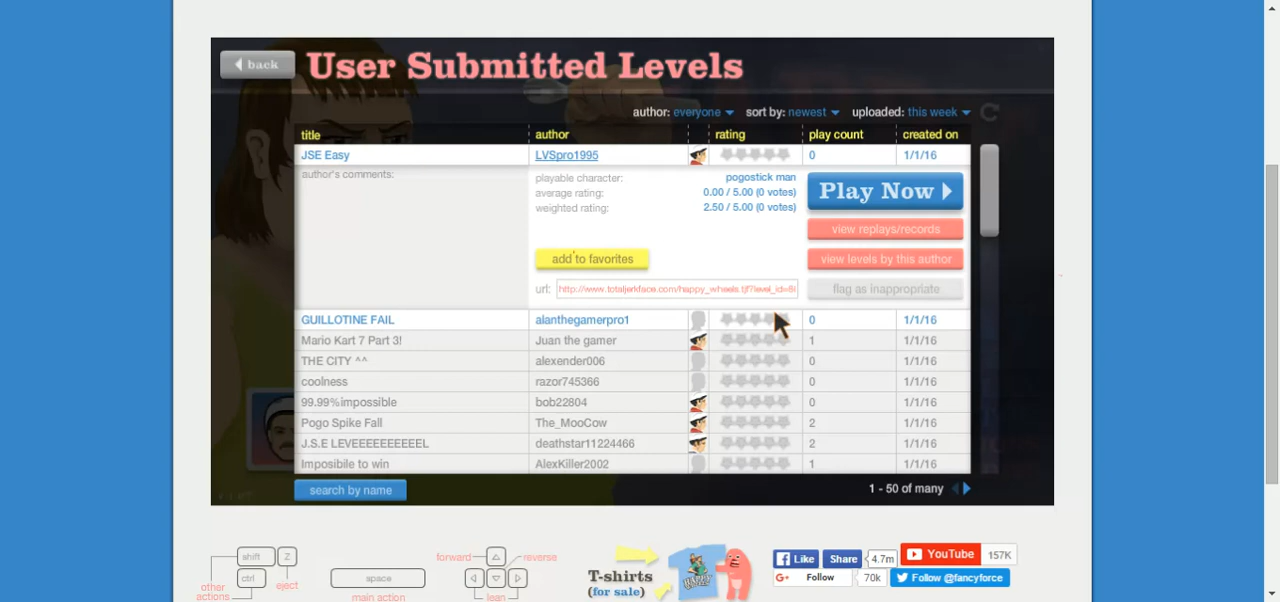 back
User Submitted Levels
author: everyone sort by: newest uploaded: this week
title author rating play count created on
JSE Easy LVSpro1995 0 1/1/16
author's comments:
playable character: pogostick man
average rating: 0.00 / 5.00 (0 votes)
weighted rating: 2.50 / 5.00 (0 votes)
Play Now
view replays/records
add to favorites
view levels by this author
url: http://www.totaljerkface.com/happy_wheels.tjf?level_id=
flag as inappropriate
GUILLOTINE FAIL alanthegamerpro1 0 1/1/16
Mario Kart 7 Part 3! Juan the gamer 1 1/1/16
THE CITY ^^ alexender006 0 1/1/16
coolness razor745366 0 1/1/16
99.99%impossible bob22804 0 1/1/16
Pogo Spike Fall The_MooCow 2 1/1/16
J.S.E LEVEEEEEEEEEL deathstar11224466 2 1/1/16
Imposibile to win AlexKiller2002 1 1/1/16
search by name
1 - 50 of many
shift Z
ctrl
other actions
eject
space
main action
forward
reverse
lean
T-shirts
(for sale)
Like Share 4.7m
YouTube 157K
Follow 70k
Follow @fancyforce